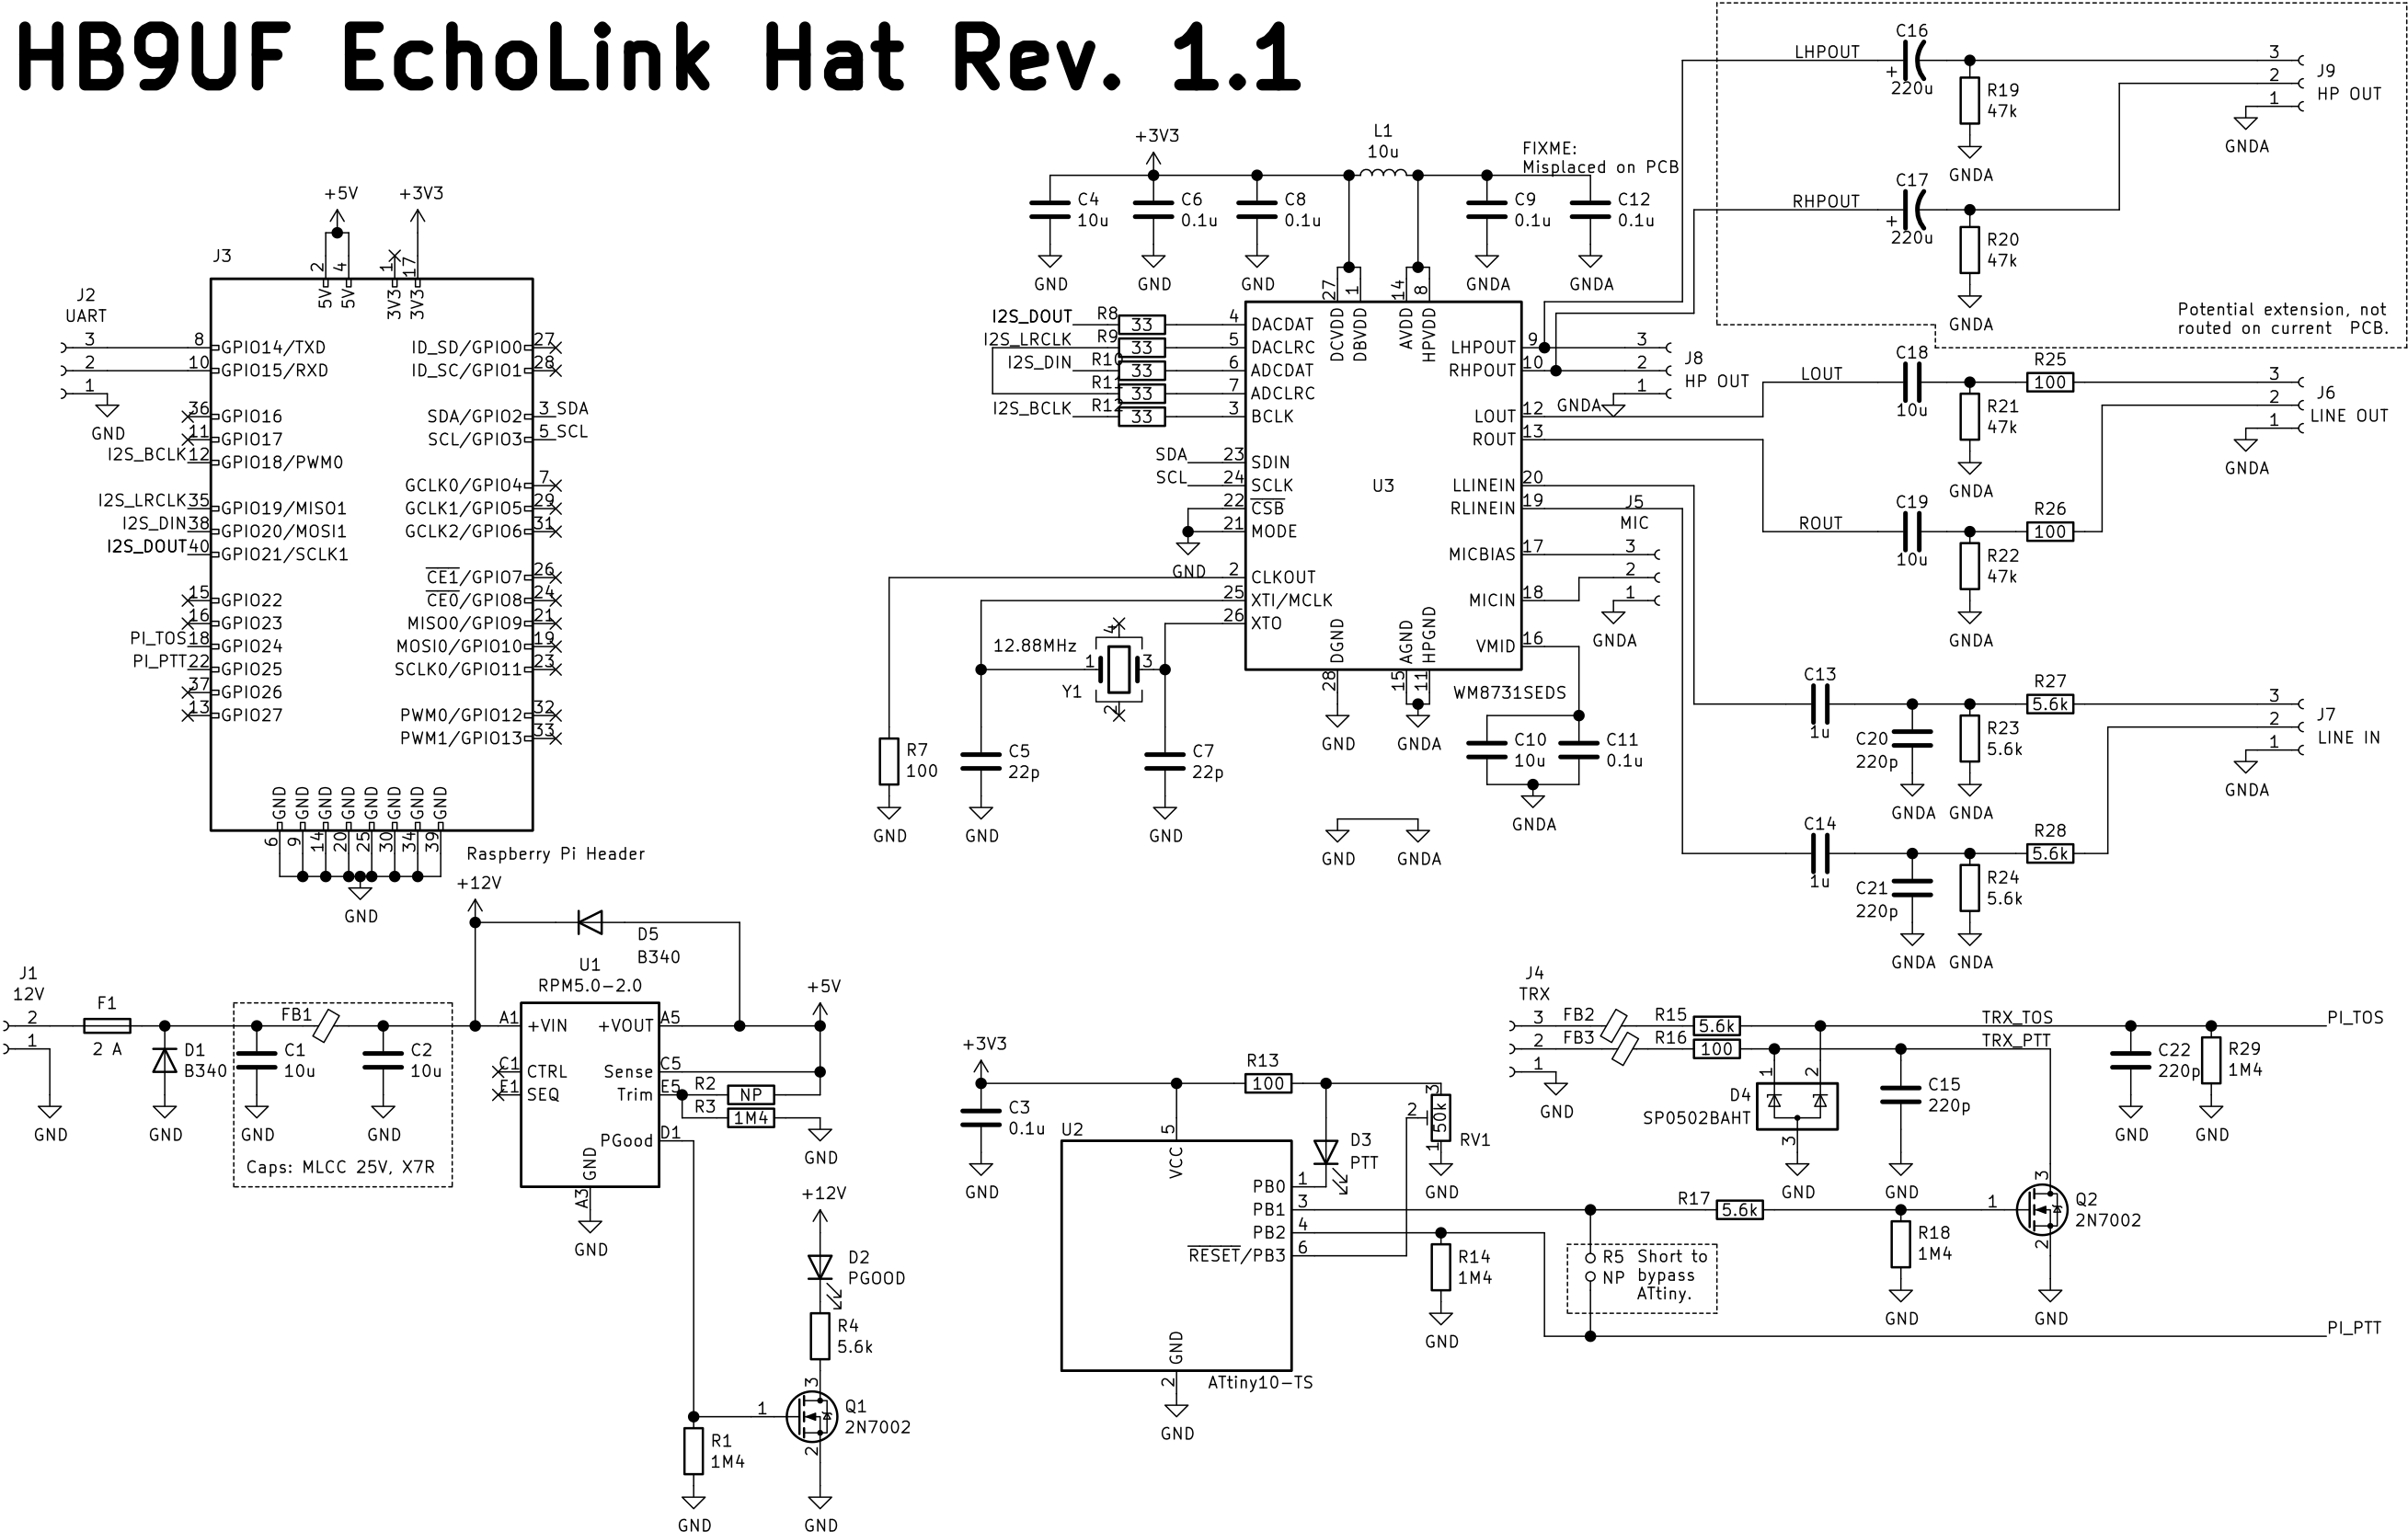 HB9UF EchoLink Hat Rev. 1.1
J3
+5V
+3V3
2
4
1
17
5V
5V
3V3
3V3
J2
UART
3
2
1
GND
8 GPIO14/TXD
10 GPIO15/RXD
36 GPIO16
11 GPIO17
I2S_BCLK 12 GPIO18/PWM0
I2S_LRCLK 35 GPIO19/MISO1
I2S_DIN 38 GPIO20/MOSI1
I2S_DOUT 40 GPIO21/SCLK1
15 GPIO22
16 GPIO23
PI_TOS 18 GPIO24
PI_PTT 22 GPIO25
37 GPIO26
13 GPIO27
ID_SD/GPIO0 27
ID_SC/GPIO1 28
SDA/GPIO2 3 SDA
SCL/GPIO3 5 SCL
GCLK0/GPIO4 7
GCLK1/GPIO5 29
GCLK2/GPIO6 31
CE1/GPIO7 26
CE0/GPIO8 24
MISO0/GPIO9 21
MOSI0/GPIO10 19
SCLK0/GPIO11 23
PWM0/GPIO12 32
PWM1/GPIO13 33
GND GND GND GND GND GND GND GND
6 9 14 20 25 30 34 39
Raspberry Pi Header
GND
+3V3
L1
10u
FIXME:
Misplaced on PCB
C4
10u
C6
0.1u
C8
0.1u
C9
0.1u
C12
0.1u
GND
GND
GND
GNDA
GNDA
27 1 14 8
DCVDD DBVDD AVDD HPVDD
I2S_DOUT R8 33 4 DACDAT
I2S_LRCLK R9 33 5 DACLRC
I2S_DIN R10 33 6 ADCDAT
R11 33 7 ADCLRC
I2S_BCLK R12 33 3 BCLK
SDA 23 SDIN
SCL 24 SCLK
22 CSB
21 MODE
GND
2 CLKOUT
25 XTI/MCLK
26 XTO
U3
LHPOUT 9
RHPOUT 10
LOUT 12
ROUT 13
LLINEIN 20
RLINEIN 19
MICBIAS 17
MICIN 18
VMID 16
DGND AGND HPGND
28 15 11
WM8731SEDS
GND
GNDA
12.88MHz
1 3
4
2
Y1
R7
100
C5
22p
C7
22p
GND
GND
GND
C10
10u
C11
0.1u
GNDA
GND
GNDA
3
2
1
J8
HP OUT
GNDA
J5
MIC
3
2
1
GNDA
LHPOUT
C16
+
220u
R19
47k
GNDA
3
2
1
J9
HP OUT
GNDA
RHPOUT
C17
+
220u
R20
47k
GNDA
Potential extension, not
routed on current PCB.
LOUT
C18
10u
R25
100
R21
47k
GNDA
3
2
1
J6
LINE OUT
GNDA
ROUT
C19
10u
R26
100
R22
47k
GNDA
C13
1u
R27
5.6k
C20
220p
R23
5.6k
GNDA
GNDA
3
2
1
J7
LINE IN
GNDA
C14
1u
R28
5.6k
C21
220p
R24
5.6k
GNDA
GNDA
+12V
D5
B340
J1
12V
2
1
F1
2 A
D1
B340
FB1
C1
10u
C2
10u
GND
GND
GND
GND
Caps: MLCC 25V, X7R
U1
RPM5.0-2.0
A1 +VIN
C1 CTRL
E1 SEQ
+VOUT A5
Sense C5
Trim E5
PGood D1
GND
A3
GND
+5V
R2 NP
R3 1M4
GND
+12V
D2
PGOOD
R4
5.6k
3
1
2
Q1
2N7002
R1
1M4
GND
GND
+3V3
C3
0.1u
GND
R13
100
U2
5
VCC
D3
PTT
3
2
1
50k
RV1
GND
PB0 1
PB1 3
PB2 4
RESET/PB3 6
GND
2
ATtiny10-TS
GND
R14
1M4
GND
R5
NP
Short to
bypass
ATtiny.
J4
TRX
3
2
1
GND
FB2
FB3
R15
5.6k
R16
100
TRX_TOS
TRX_PTT
PI_TOS
1 2
3
D4
SP0502BAHT
GND
C15
220p
GND
C22
220p
R29
1M4
GND
GND
R17
5.6k
R18
1M4
GND
1
3
2
Q2
2N7002
GND
PI_PTT